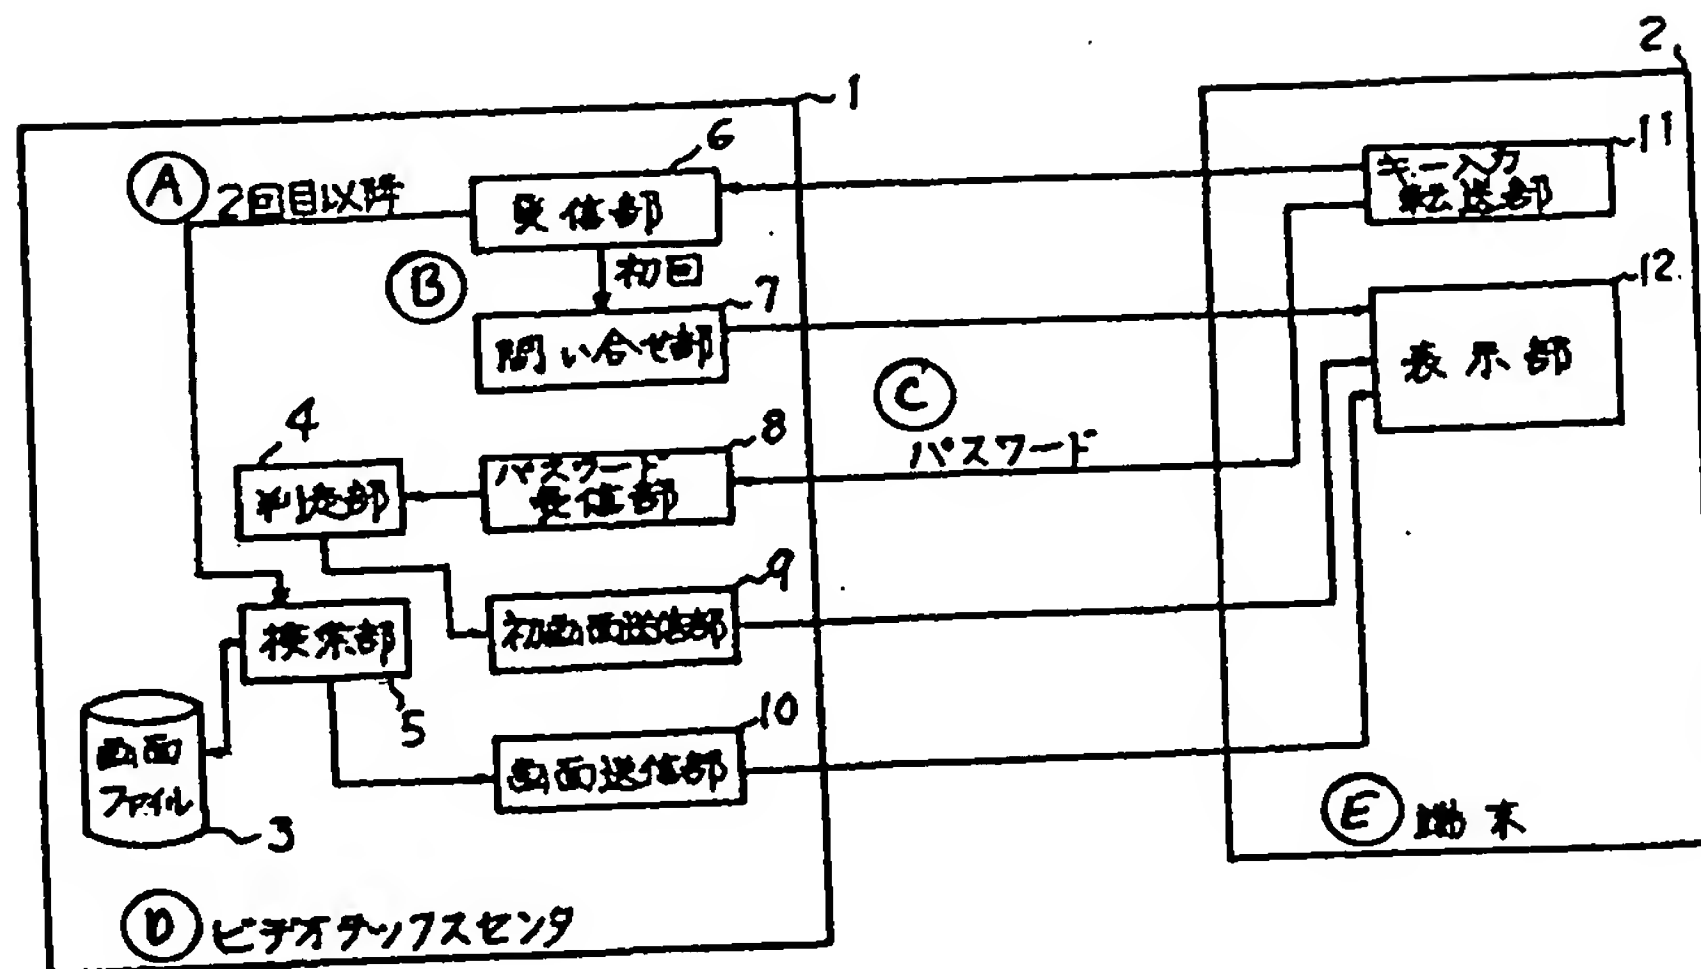 2
1
6
11
A
2回目以降
受信部
キー入力
転送部
B
初回
7
12
問い合せ部
表示部
C
4
8
パスワード
判定部
パスワード
受信部
9
検索部
初画面送信部
5
10
画面
ファイル
画面送信部
3
E 端末
D ビデオテックスセンタ